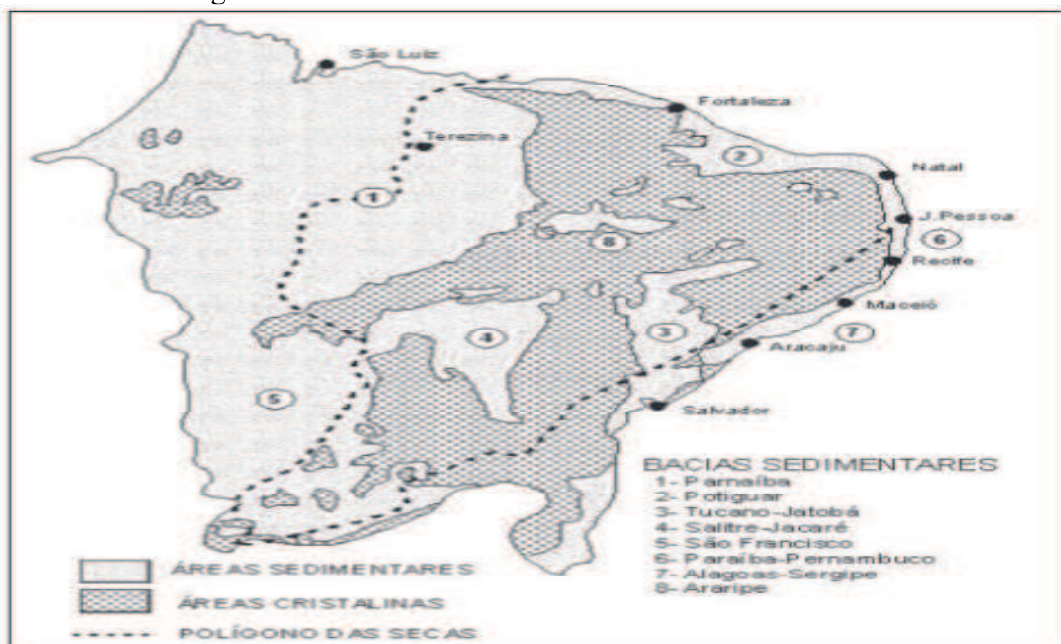 São Luiz
Fortaleza
Terezina
2
Natal
1
J.Pessoa
6
8
Recife
Maceió
3
7
4
Aracaju
5
Salvador
BACIAS SEDIMENTARES
1- Parnaíba
2- Potiguar
3- Tucano-Jatobá
4- Salitre-Jacaré
5- São Francisco
6- Paraíba-Pernambuco
7- Alagoas-Sergipe
8- Araripe
ÁREAS SEDIMENTARES
ÁREAS CRISTALINAS
POLÍGONO DAS SECAS